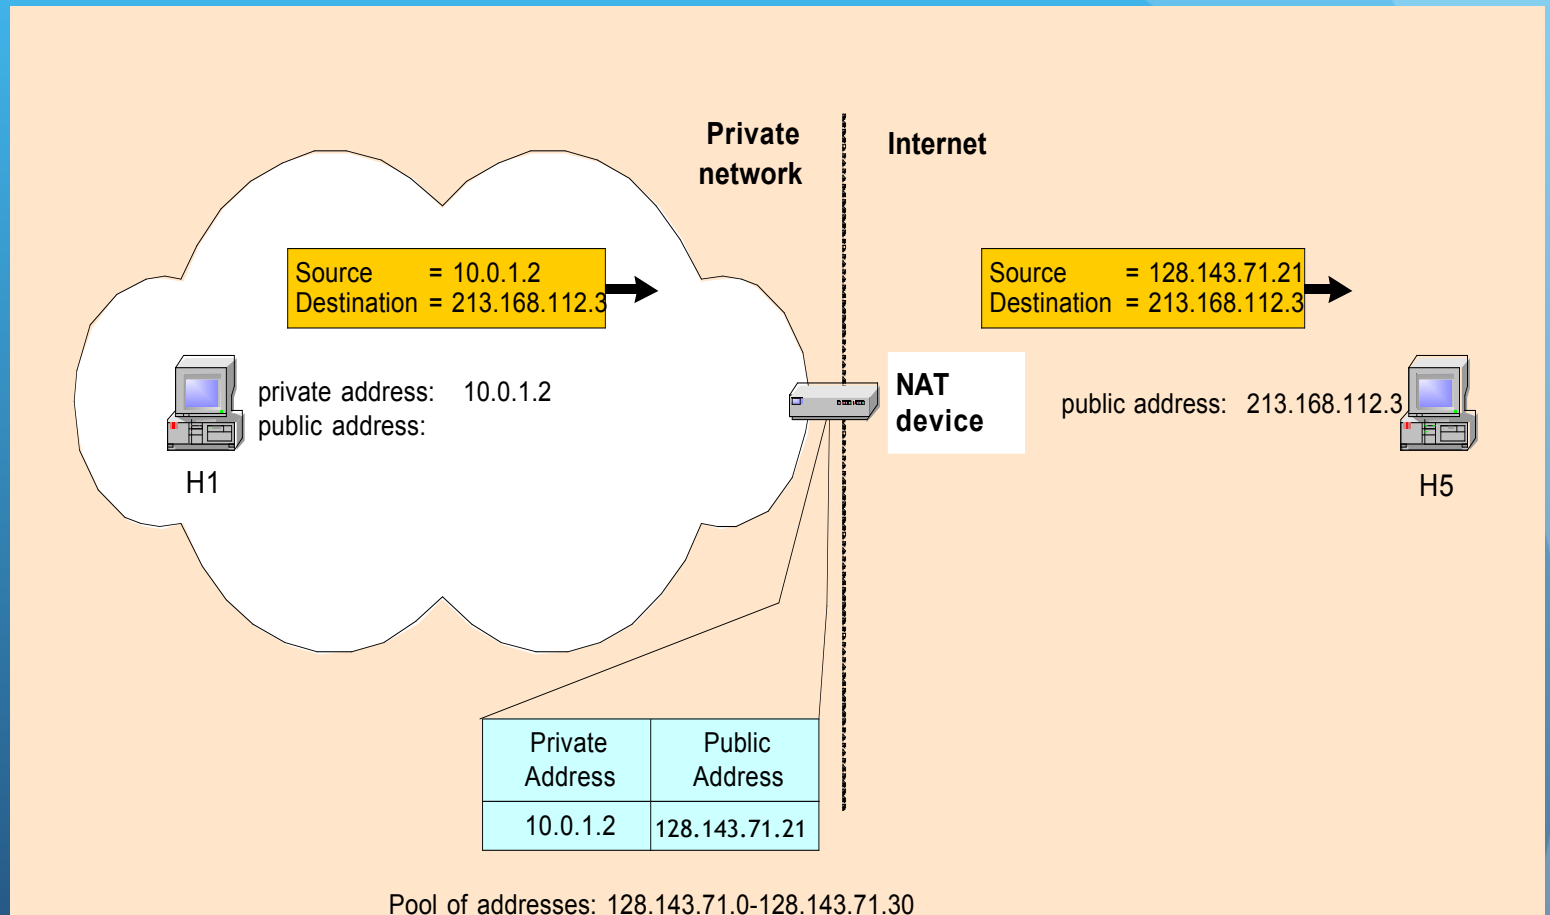 Private
network
Internet
Source = 10.0.1.2
Destination = 213.168.112.3
Source = 128.143.71.21
Destination = 213.168.112.3
private address: 10.0.1.2
public address:
H1
NAT
device
public address: 213.168.112.3
H5
Private Address
Public Address
10.0.1.2
128.143.71.21
Pool of addresses: 128.143.71.0-128.143.71.30